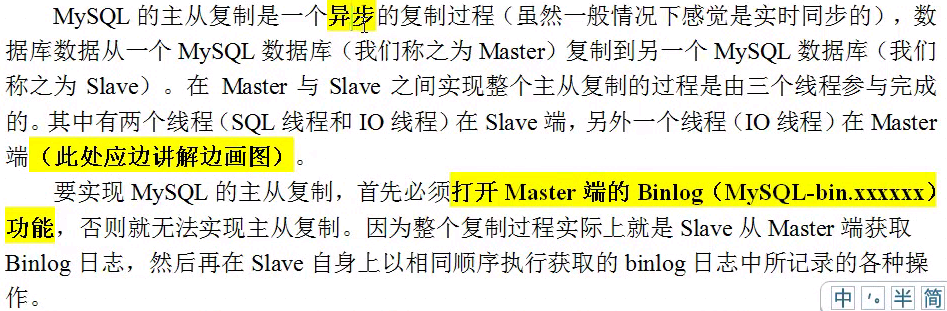 MySQL 的主从复制是一个异步的复制过程（虽然一般情况下感觉是实时同步的），数
据库数据从一个 MySQL 数据库（我们称之为 Master）复制到另一个 MySQL 数据库（我们
称之为 Slave）。在 Master 与 Slave 之间实现整个主从复制的过程是由三个线程参与完成
的。其中有两个线程（SQL 线程和 IO 线程）在 Slave 端，另外一个线程（IO 线程）在 Master
端（此处应边讲解边画图）。
要实现 MySQL 的主从复制，首先必须打开 Master 端的 Binlog（MySQL-bin.xxxxxx）
功能，否则就无法实现主从复制。因为整个复制过程实际上就是 Slave 从 Master 端获取
Binlog 日志，然后再在 Slave 自身上以相同顺序执行获取的 binlog 日志中所记录的各种操
作。
中 半 简